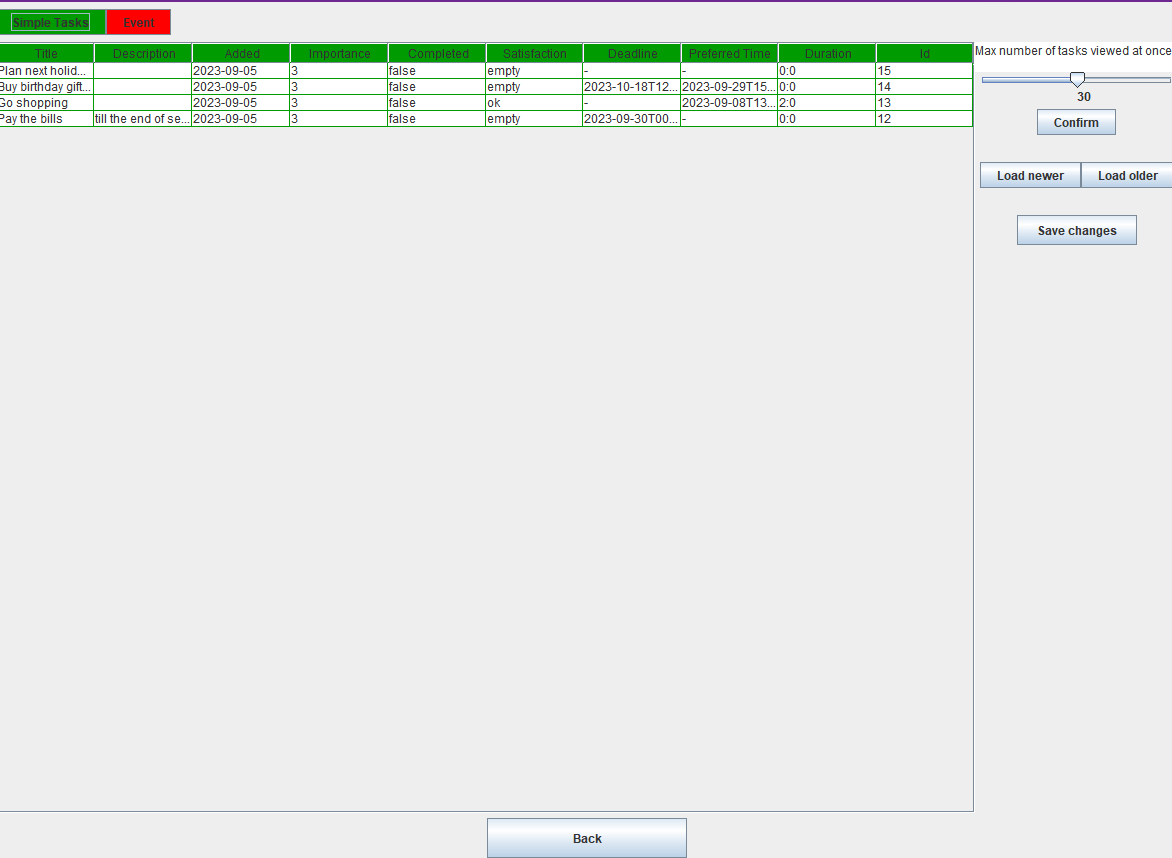 Simple Tasks Event
Title Description Added Importance Completed Satisfaction Deadline Preferred Time Duration Id
Plan next holid... 2023-09-05 3 false empty - - 0:0 15
Buy birthday gift... 2023-09-05 3 false empty 2023-10-18T12... 2023-09-29T15... 0:0 14
Go shopping 2023-09-05 3 false ok - 2023-09-08T13... 2:0 13
Pay the bills till the end of se... 2023-09-05 3 false empty 2023-09-30T00... - 0:0 12
Max number of tasks viewed at once
30
Confirm
Load newer Load older
Save changes
Back